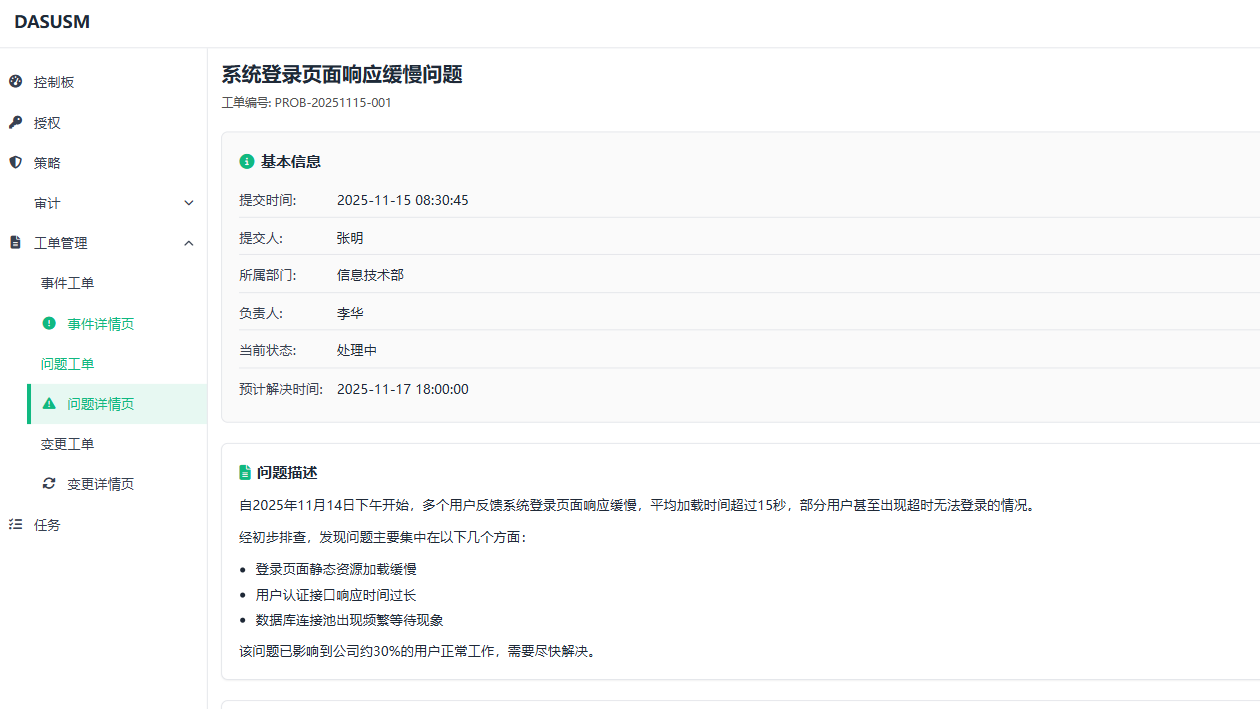 DASUSM
控制板
授权
策略
审计
工单管理
事件工单
事件详情页
问题工单
问题详情页
变更工单
变更详情页
任务
系统登录页面响应缓慢问题
工单编号: PROB-20251115-001
基本信息
提交时间: 2025-11-15 08:30:45
提交人: 张明
所属部门: 信息技术部
负责人: 李华
当前状态: 处理中
预计解决时间: 2025-11-17 18:00:00
问题描述
自2025年11月14日下午开始，多个用户反馈系统登录页面响应缓慢，平均加载时间超过15秒，部分用户甚至出现超时无法登录的情况。
经初步排查，发现问题主要集中在以下几个方面：
• 登录页面静态资源加载缓慢
• 用户认证接口响应时间过长
• 数据库连接池出现频繁等待现象
该问题已影响到公司约30%的用户正常工作，需要尽快解决。